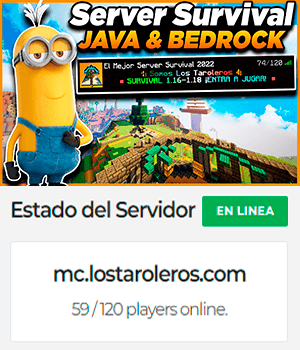 Server Survival
JAVA & BEDROCK
El Mejor Server Survival 2022 74/120
Somos Los Taroleros
SURVIVAL 1.16-1.18 ¡ENTRA A JUGAR!
Estado del Servidor EN LINEA
mc.lostaroleros.com
59 / 120 players online.